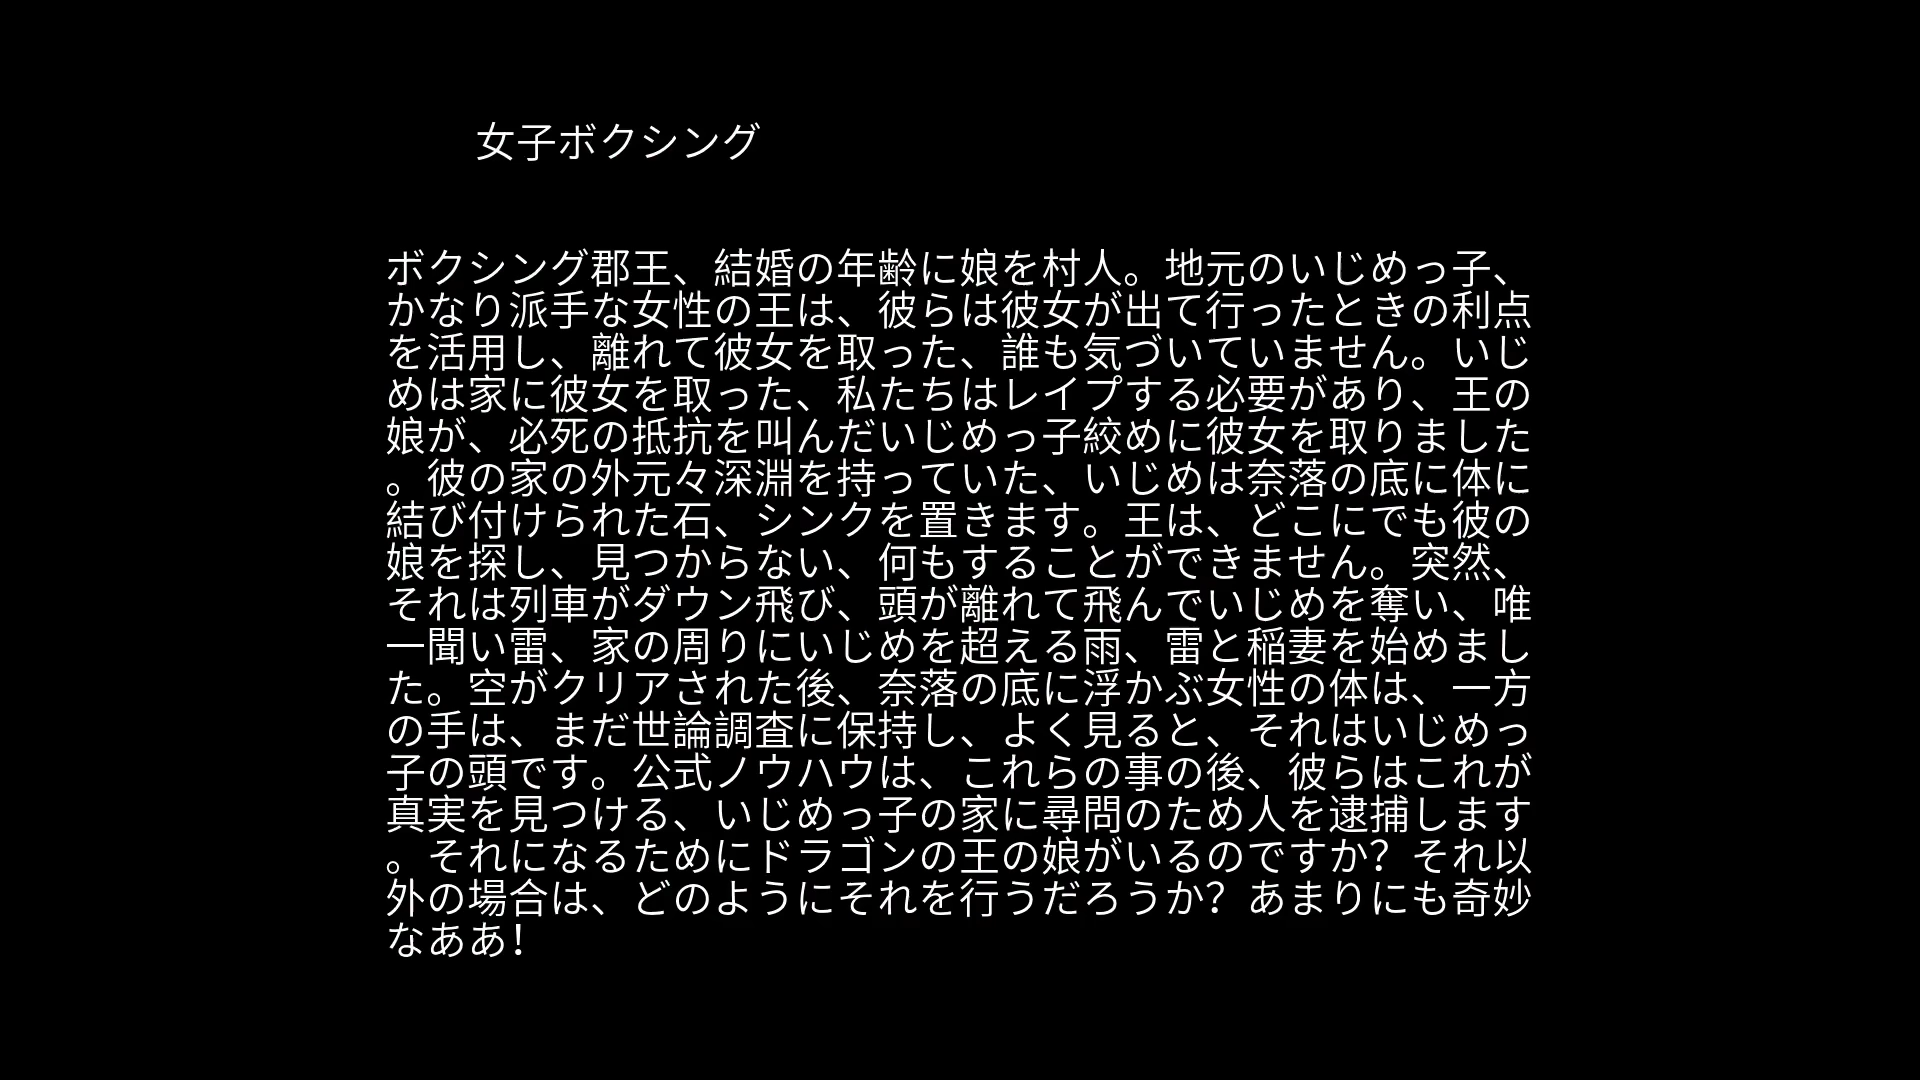 女子ボクシング
ボクシング郡王、結婚の年齢に娘を村人。地元のいじめっ子、
かなり派手な女性の王は、彼らは彼女が出て行ったときの利点
を活用し、離れて彼女を取った、誰も気づいていません。いじ
めは家に彼女を取った、私たちはレイプする必要があり、王の
娘が、必死の抵抗を叫んだいじめっ子絞めに彼女を取りました
。彼の家の外元々深淵を持っていた、いじめは奈落の底に体に
結び付けられた石、シンクを置きます。王は、どこにでも彼の
娘を探し、見つからない、何もすることができません。突然、
それは列車がダウン飛び、頭が離れて飛んでいじめを奪い、唯
一聞い雷、家の周りにいじめを超える雨、雷と稲妻を始めまし
た。空がクリアされた後、奈落の底に浮かぶ女性の体は、一方
の手は、まだ世論調査に保持し、よく見ると、それはいじめっ
子の頭です。公式ノウハウは、これらの事の後、彼らはこれが
真実を見つける、いじめっ子の家に尋問のため人を逮捕します
。それになるためにドラゴンの王の娘がいるのですか？それ以
外の場合は、どのようにそれを行うだろうか？あまりにも奇妙
なああ！